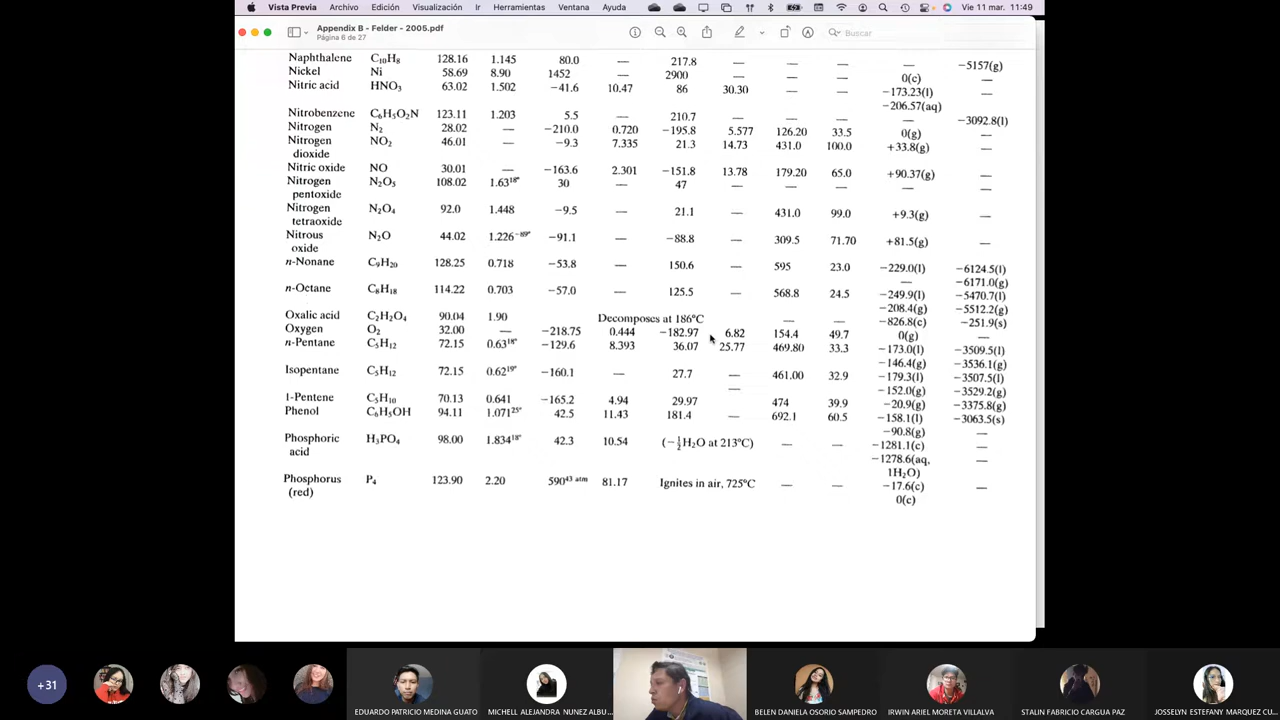 Vista Previa Archivo Edición Visualización Ir Herramientas Ventana Ayuda Vie 11 mar. 11:49
Appendix B - Felder - 2005.pdf
Página 6 de 27
Buscar
Naphthalene C₁₀H₈ 128.16 1.145 80.0 — 217.8 — — — — −5157(g)
Nickel Ni 58.69 8.90 1452 — 2900 — — — 0(c) —
Nitric acid HNO₃ 63.02 1.502 −41.6 10.47 86 30.30 — — −173.23(l) —
−206.57(aq)
Nitrobenzene C₆H₅O₂N 123.11 1.203 5.5 — 210.7 — — — — −3092.8(l)
Nitrogen N₂ 28.02 — −210.0 0.720 −195.8 5.577 126.20 33.5 0(g) —
Nitrogen NO₂ 46.01 — −9.3 7.335 21.3 14.73 431.0 100.0 +33.8(g) —
dioxide
Nitric oxide NO 30.01 — −163.6 2.301 −151.8 13.78 179.20 65.0 +90.37(g) —
Nitrogen N₂O₅ 108.02 1.63¹⁸° 30 — 47 — — — — —
pentoxide
Nitrogen N₂O₄ 92.0 1.448 −9.5 — 21.1 — 431.0 99.0 +9.3(g) —
tetraoxide
Nitrous N₂O 44.02 1.226⁻⁸⁹° −91.1 — −88.8 — 309.5 71.70 +81.5(g) —
oxide
n-Nonane C₉H₂₀ 128.25 0.718 −53.8 — 150.6 — 595 23.0 −229.0(l) −6124.5(l)
— −6171.0(g)
n-Octane C₈H₁₈ 114.22 0.703 −57.0 — 125.5 — 568.8 24.5 −249.9(l) −5470.7(l)
−208.4(g) −5512.2(g)
Oxalic acid C₂H₂O₄ 90.04 1.90 Decomposes at 186°C — — −826.8(c) −251.9(s)
Oxygen O₂ 32.00 — −218.75 0.444 −182.97 6.82 154.4 49.7 0(g) —
n-Pentane C₅H₁₂ 72.15 0.63¹⁸° −129.6 8.393 36.07 25.77 469.80 33.3 −173.0(l) −3509.5(l)
−146.4(g) −3536.1(g)
Isopentane C₅H₁₂ 72.15 0.62¹⁹° −160.1 — 27.7 — 461.00 32.9 −179.3(l) −3507.5(l)
— −152.0(g) −3529.2(g)
1-Pentene C₅H₁₀ 70.13 0.641 −165.2 4.94 29.97 474 39.9 −20.9(g) −3375.8(g)
Phenol C₆H₅OH 94.11 1.071²⁵° 42.5 11.43 181.4 — 692.1 60.5 −158.1(l) −3063.5(s)
−90.8(g) —
Phosphoric H₃PO₄ 98.00 1.834¹⁸° 42.3 10.54 (−½H₂O at 213°C) — — −1281.1(c) —
acid −1278.6(aq, —
1H₂O)
Phosphorus P₄ 123.90 2.20 590⁴³ ᵃᵗᵐ 81.17 Ignites in air, 725°C — — −17.6(c) —
(red) 0(c)
+31
EDUARDO PATRICIO MEDINA GUATO
MICHELL ALEJANDRA NUNEZ ALBU...
BELEN DANIELA OSORIO SAMPEDRO
IRWIN ARIEL MORETA VILLALVA
STALIN FABRICIO CARGUA PAZ
JOSSELYN ESTEFANY MARQUEZ CU...